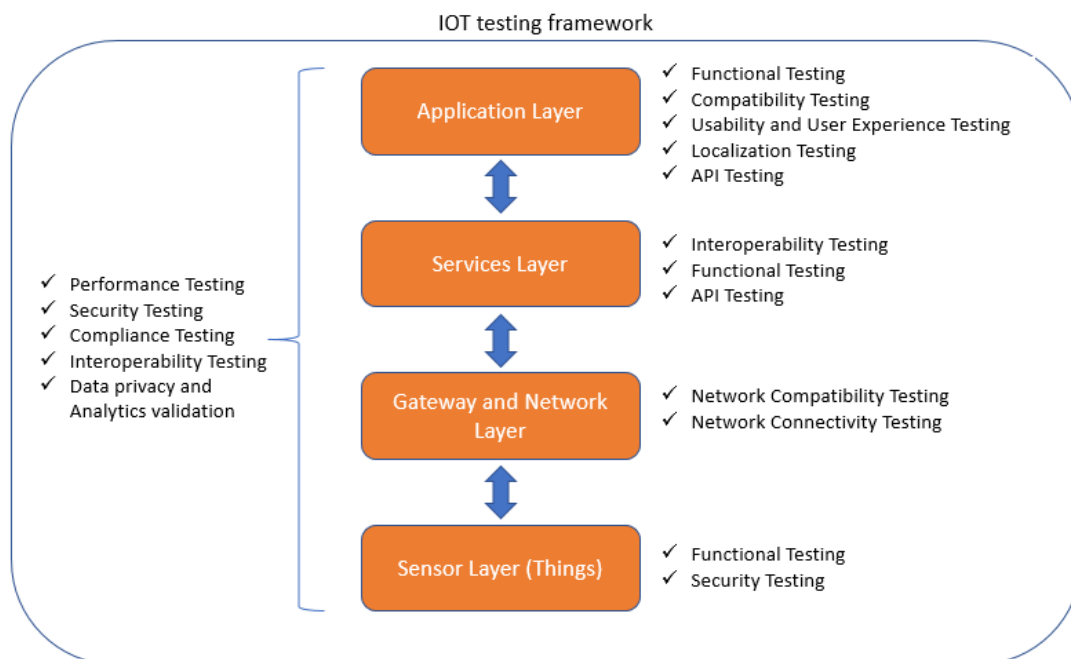 IOT testing framework
Application Layer
✓ Functional Testing
✓ Compatibility Testing
✓ Usability and User Experience Testing
✓ Localization Testing
✓ API Testing
Services Layer
✓ Interoperability Testing
✓ Functional Testing
✓ API Testing
✓ Performance Testing
✓ Security Testing
✓ Compliance Testing
✓ Interoperability Testing
✓ Data privacy and
Analytics validation
Gateway and Network
Layer
✓ Network Compatibility Testing
✓ Network Connectivity Testing
Sensor Layer (Things)
✓ Functional Testing
✓ Security Testing